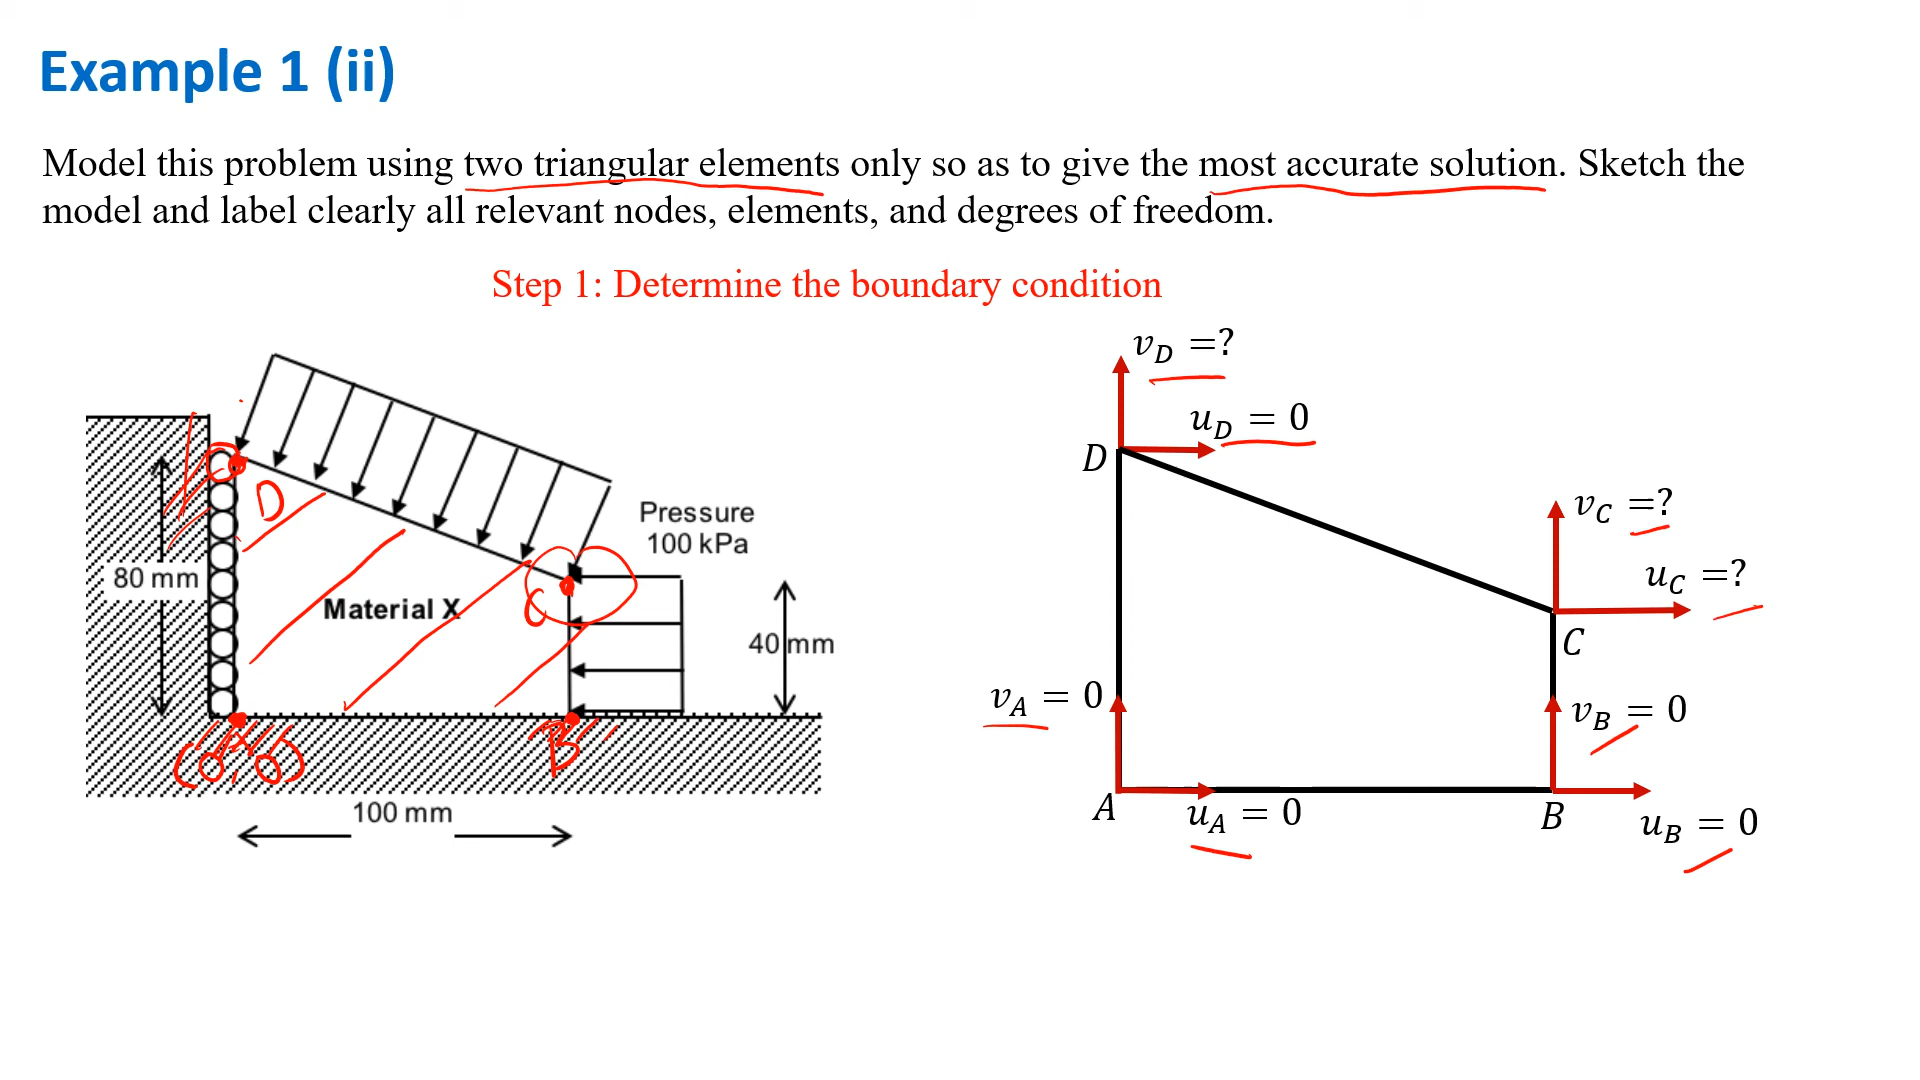 Example 1 (ii)
Model this problem using two triangular elements only so as to give the most accurate solution. Sketch the
model and label clearly all relevant nodes, elements, and degrees of freedom.
Step 1: Determine the boundary condition
D
Pressure
100 kPa
80 mm
Material X
C
40 mm
B
100 mm
v_D =?
u_D = 0
D
v_C =?
u_C =?
C
v_A = 0
v_B = 0
A
u_A = 0
B
u_B = 0